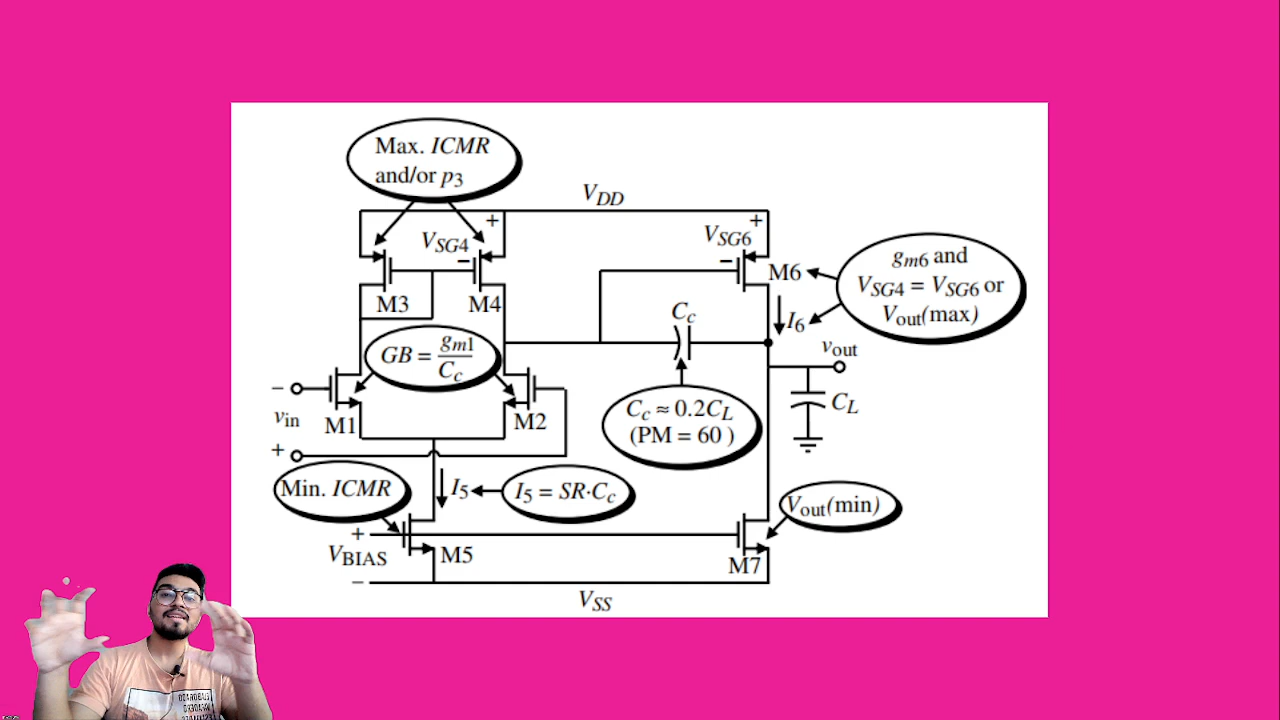 Max. ICMR
and/or p3
VDD
+
+
VSG4
−
VSG6
−
M6
gm6 and
VSG4 = VSG6 or
Vout(max)
M3
M4
Cc
I6
GB = gm1
Cc
vout
−
vin
M1
M2
Cc ≈ 0.2CL
(PM = 60 )
CL
+
Min. ICMR
I5
I5 = SR·Cc
Vout(min)
+
VBIAS
M5
M7
−
VSS